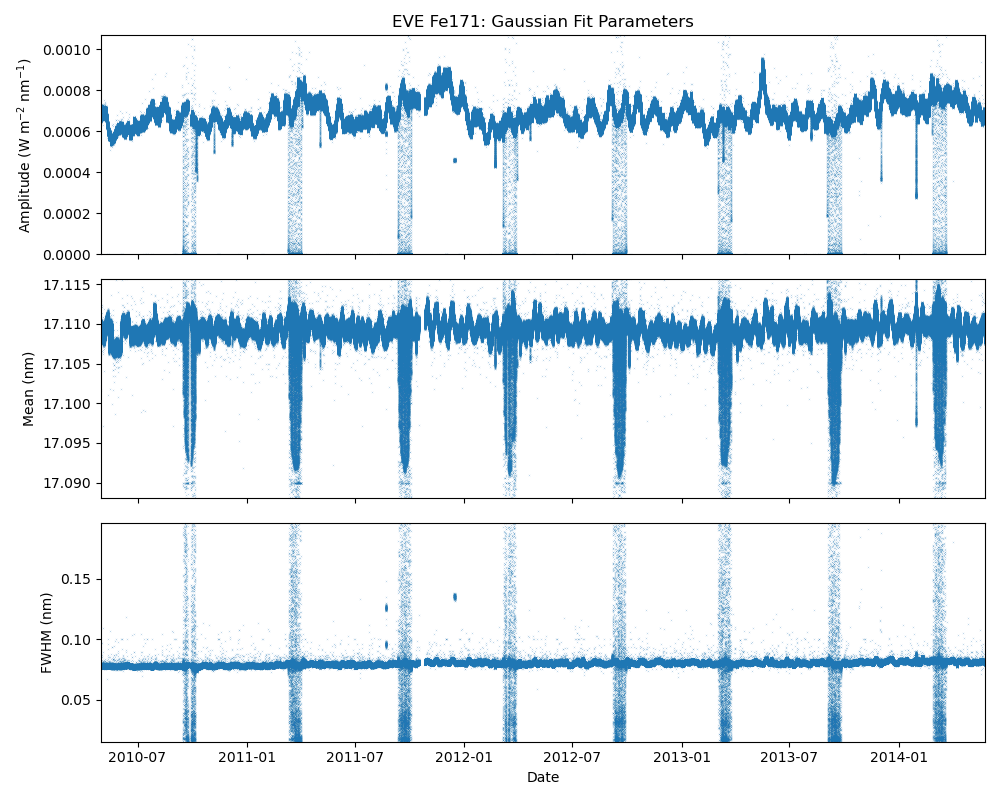 EVE Fe171: Gaussian Fit Parameters
Amplitude (W m⁻² nm⁻¹)
0.0010
0.0008
0.0006
0.0004
0.0002
0.0000
Mean (nm)
17.115
17.110
17.105
17.100
17.095
17.090
FWHM (nm)
0.15
0.10
0.05
2010-07 2011-01 2011-07 2012-01 2012-07 2013-01 2013-07 2014-01
Date